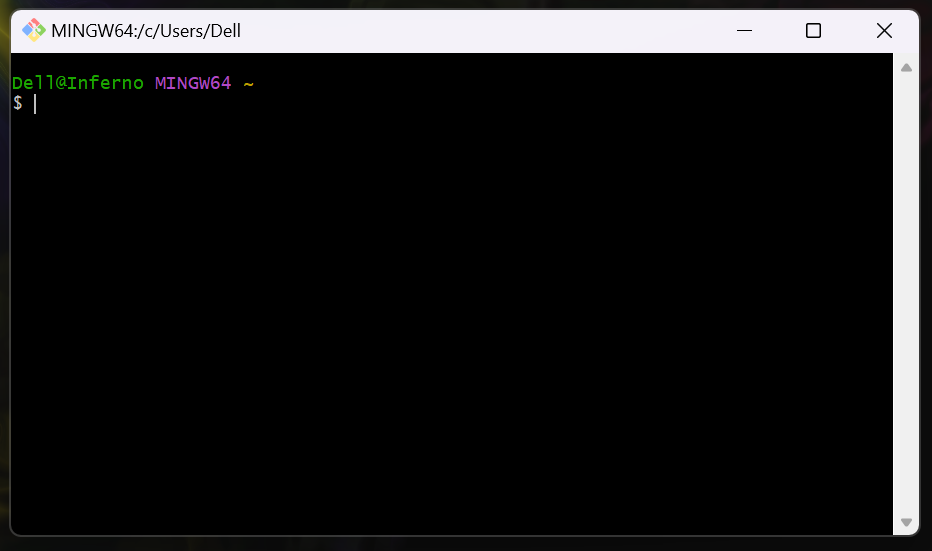 MINGW64:/c/Users/Dell
Dell@Inferno MINGW64 ~
$